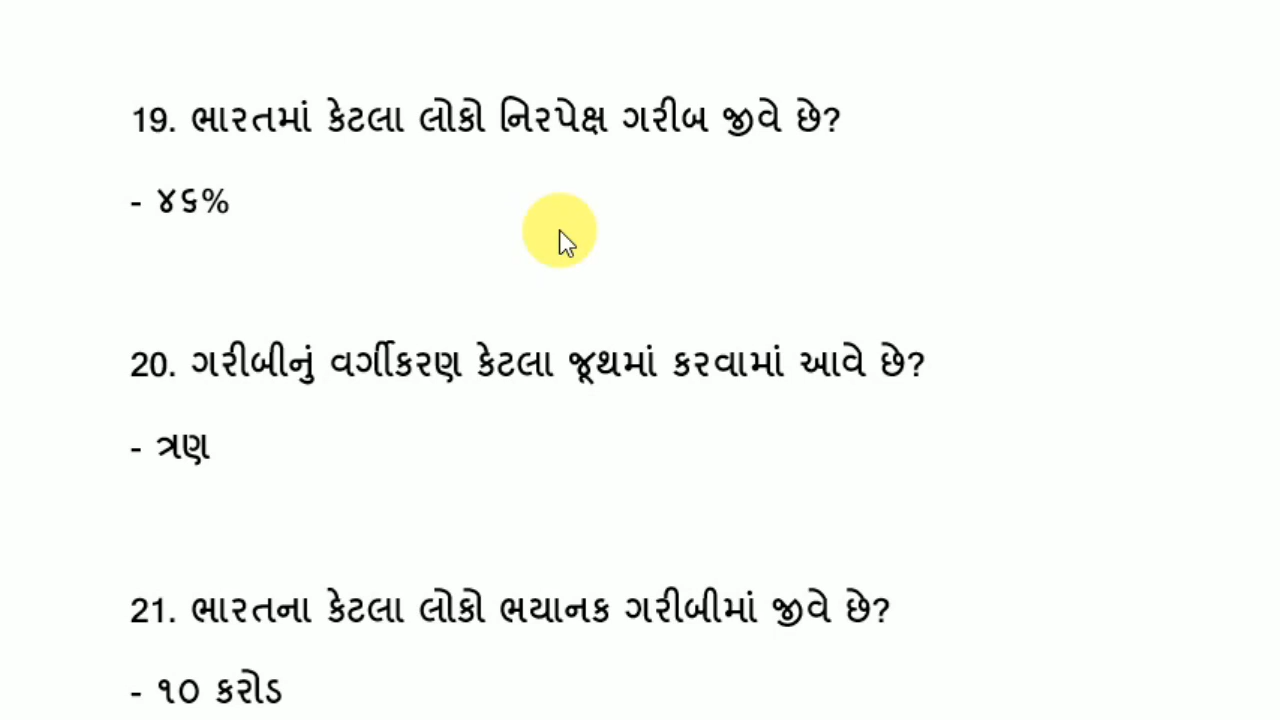 19. ભારતમાં કેટલા લોકો નિરપેક્ષ ગરીબ જીવે છે?
- ૪૬%
20. ગરીબીનું વર્ગીકરણ કેટલા જૂથમાં કરવામાં આવે છે?
- ત્રણ
21. ભારતના કેટલા લોકો ભયાનક ગરીબીમાં જીવે છે?
- ૧૦ કરોડ